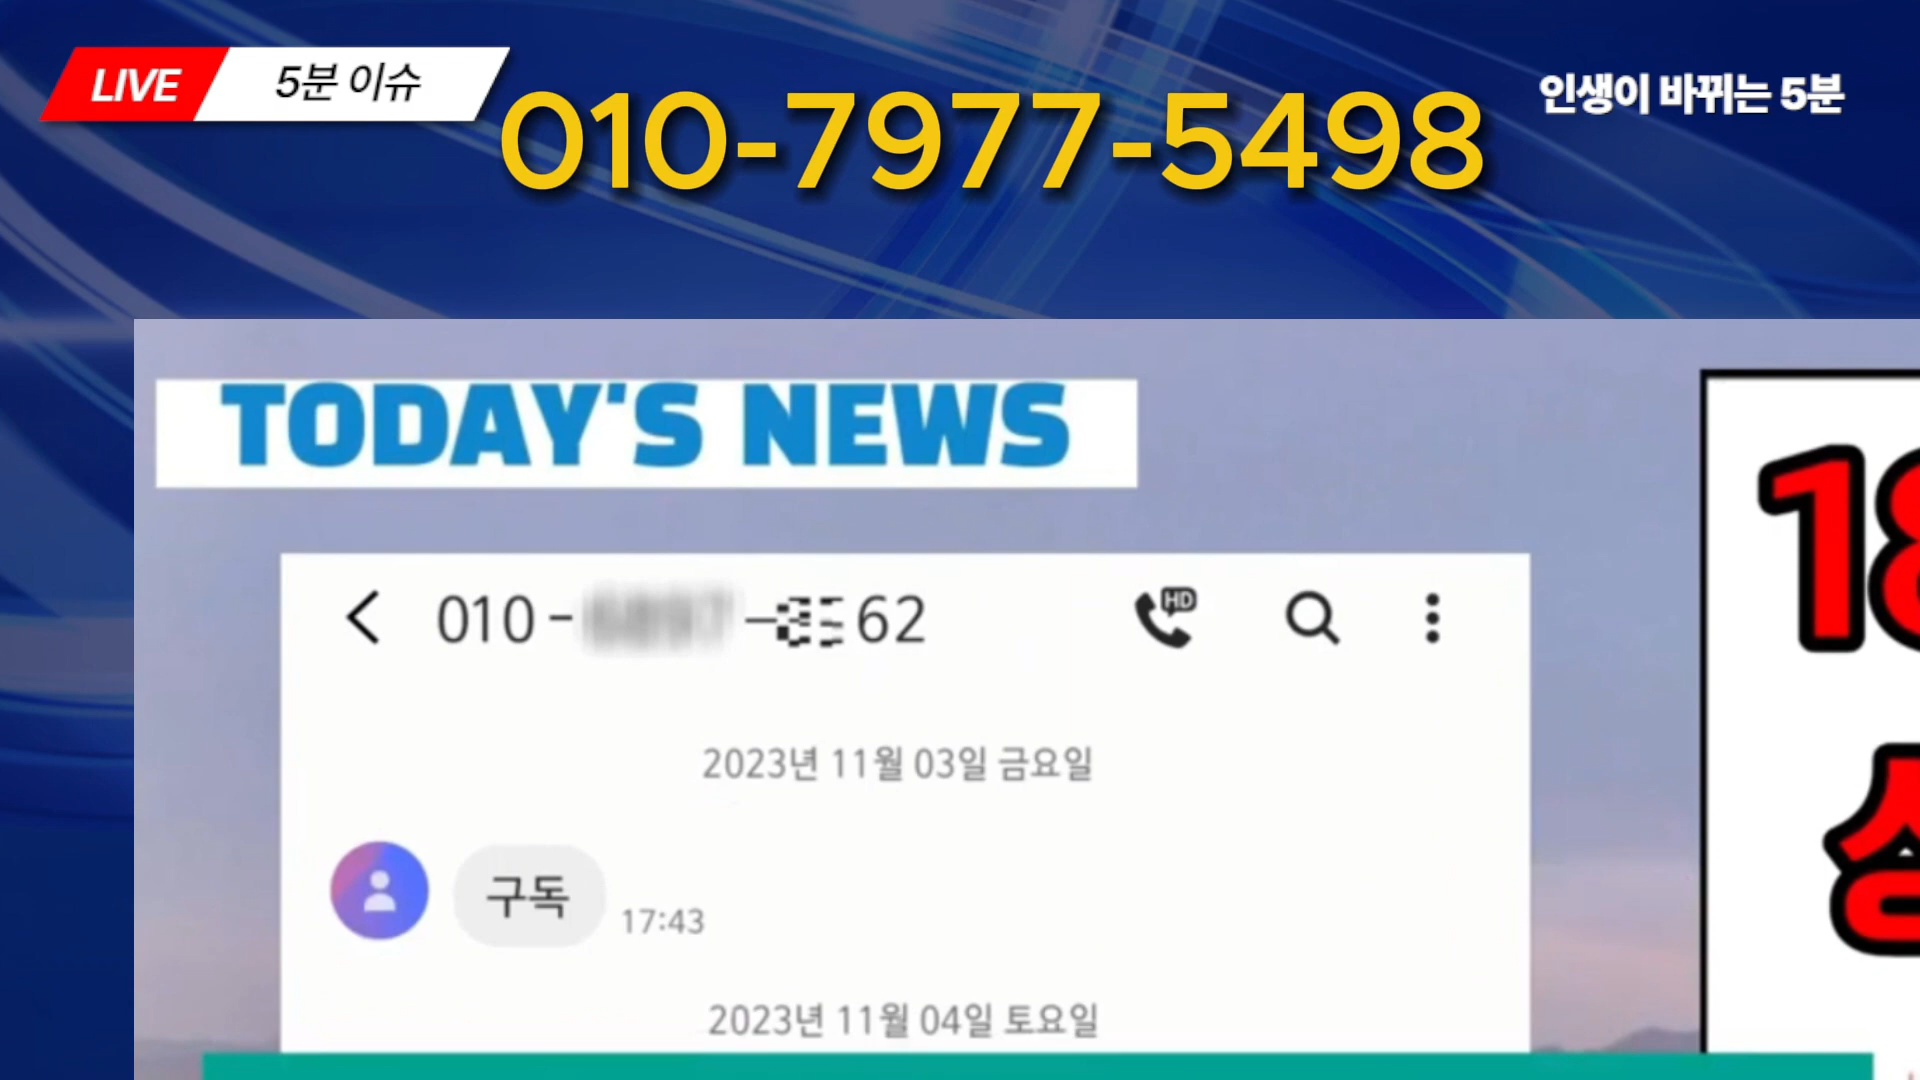 LIVE 5분 이슈
010-7977-5498
인생이 바뀌는 5분
TODAY'S NEWS
010- - 62
HD
2023년 11월 03일 금요일
구독 17:43
2023년 11월 04일 토요일